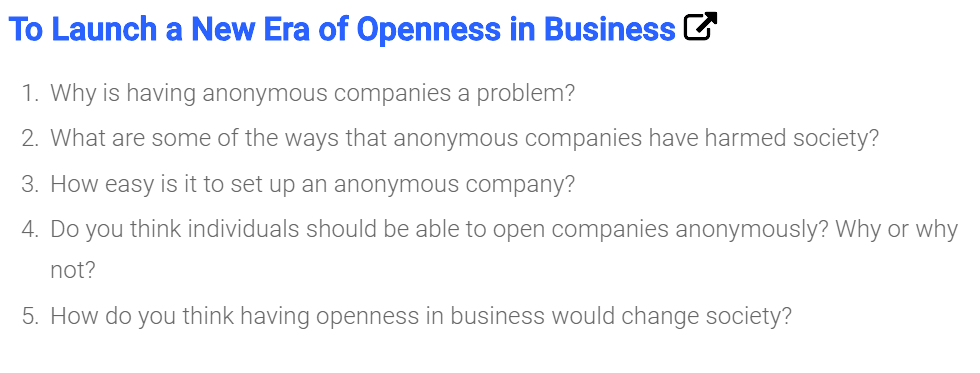 To Launch a New Era of Openness in Business
1. Why is having anonymous companies a problem?
2. What are some of the ways that anonymous companies have harmed society?
3. How easy is it to set up an anonymous company?
4. Do you think individuals should be able to open companies anonymously? Why or why
not?
5. How do you think having openness in business would change society?